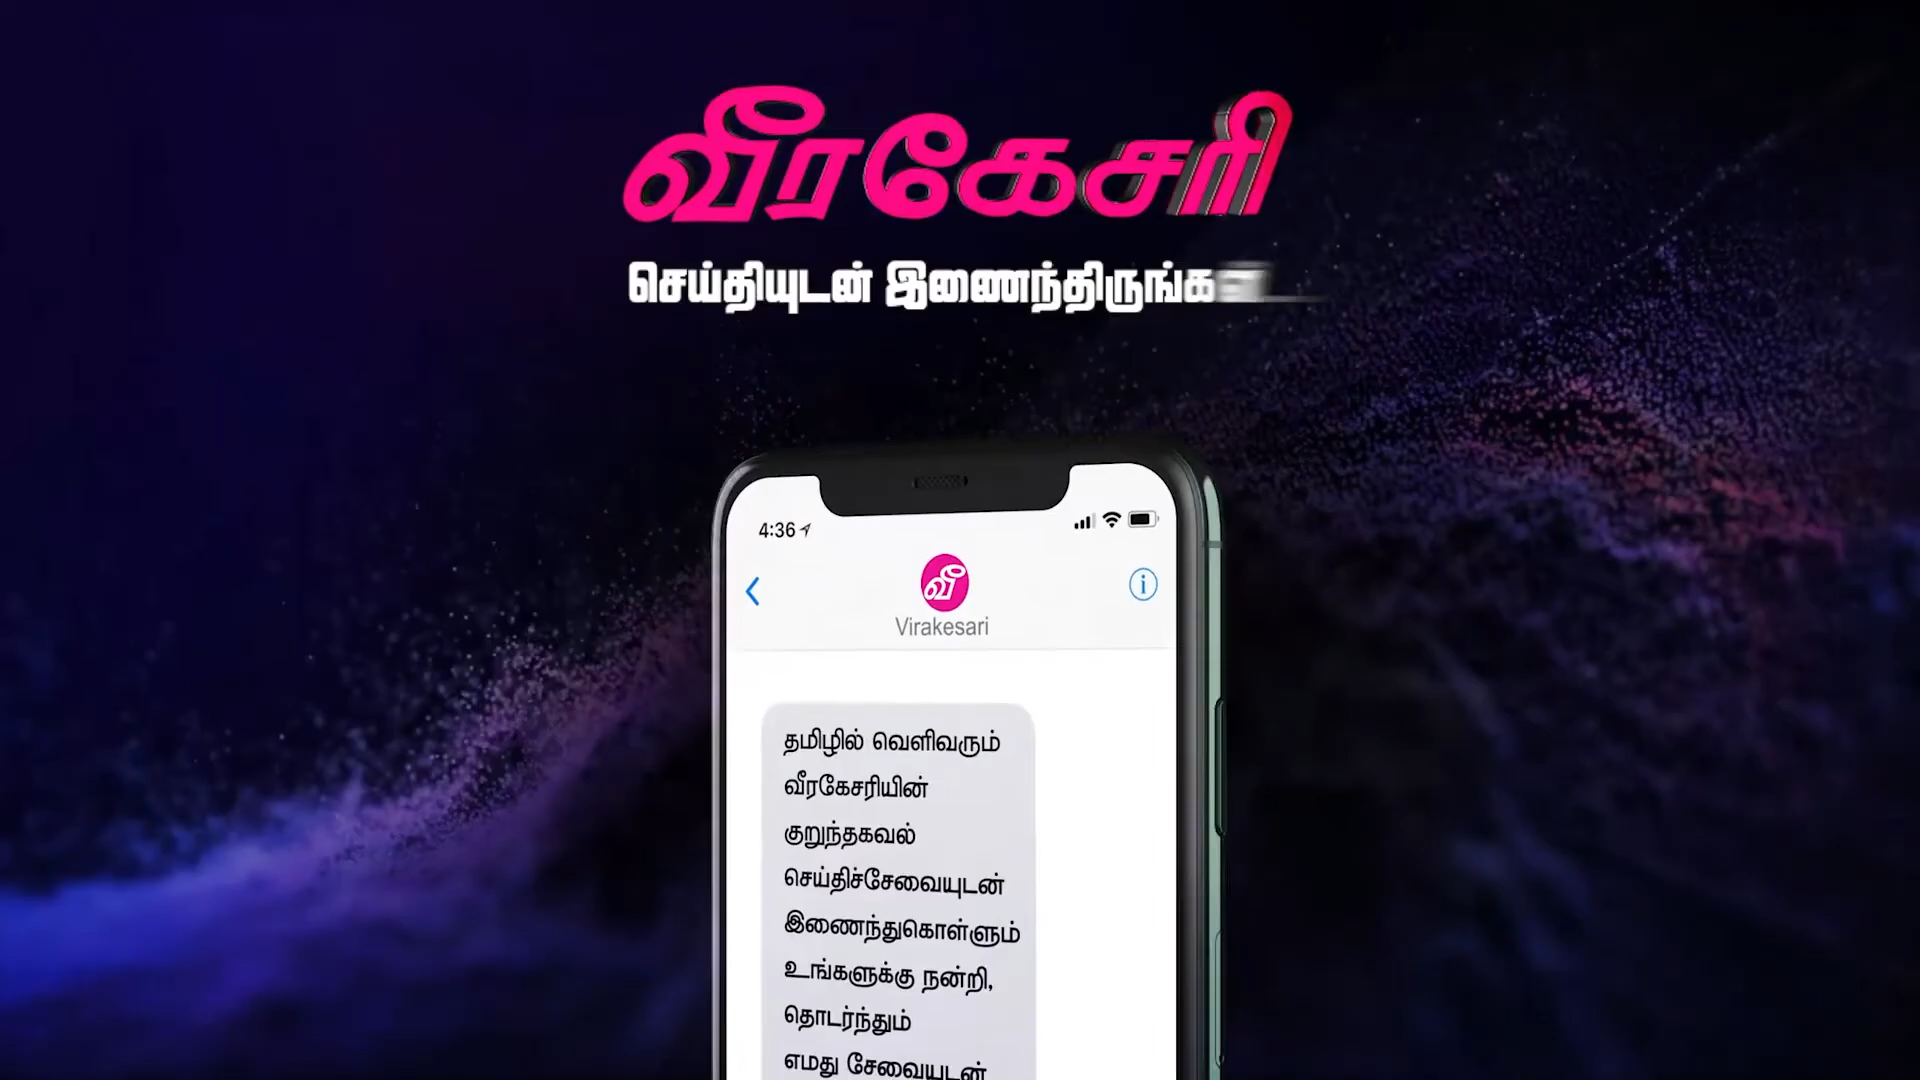 வீரகேசரி
செய்தியுடன் இணைந்திருங்கள்
4:36
வீ
Virakesari
தமிழில் வெளிவரும்
வீரகேசரியின்
குறுந்தகவல்
செய்திச்சேவையுடன்
இணைந்துகொள்ளும்
உங்களுக்கு நன்றி,
தொடர்ந்தும்
எமது சேவையுடன்